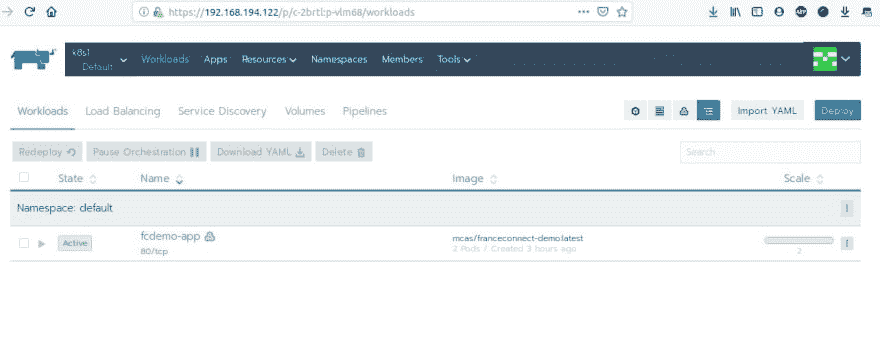 https://192.168.194.122/p/c-2brtl:p-vlm68/workloads
k8s1
Default
Workloads Apps Resources Namespaces Members Tools
Workloads Load Balancing Service Discovery Volumes Pipelines Import YAML Deploy
Redeploy Pause Orchestration Download YAML Delete Search
State Name Image Scale
Namespace: default
Active fcdemo-app mcas/franceconnect-demo:latest
80/tcp 2 Pods / Created 3 hours ago 2